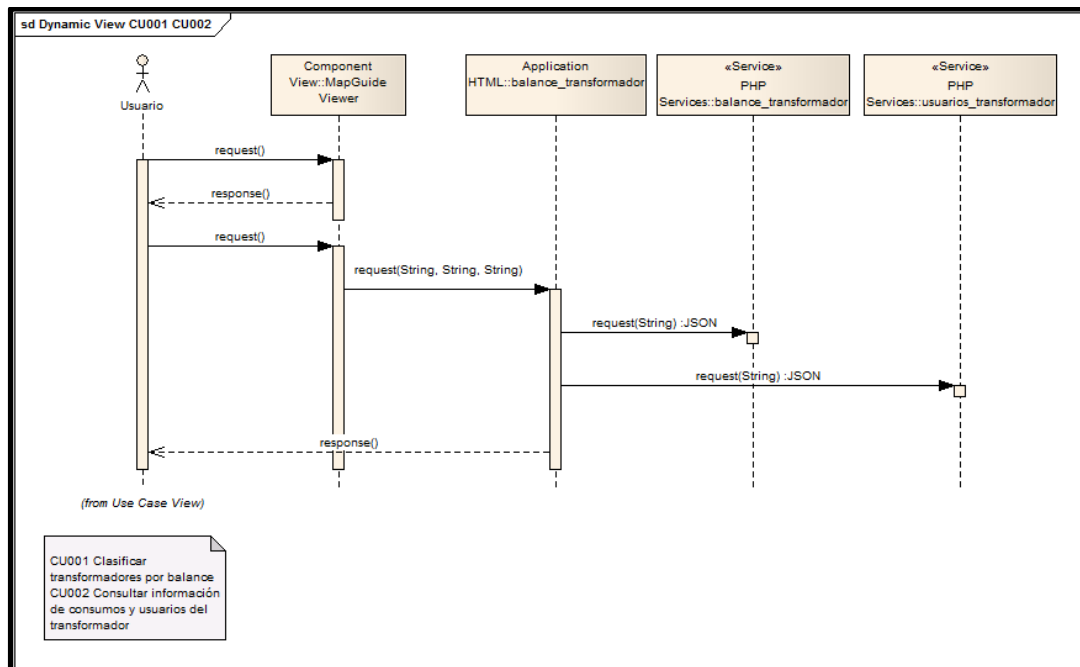 sd Dynamic View CU001 CU002
Usuario
Component
View::MapGuide
Viewer
Application
HTML::balance_transformador
«Service»
PHP
Services::balance_transformador
«Service»
PHP
Services::usuarios_transformador
request()
response()
request()
request(String, String, String)
request(String) :JSON
request(String) :JSON
response()
(from Use Case View)
CU001 Clasificar
transformadores por balance
CU002 Consultar información
de consumos y usuarios del
transformador